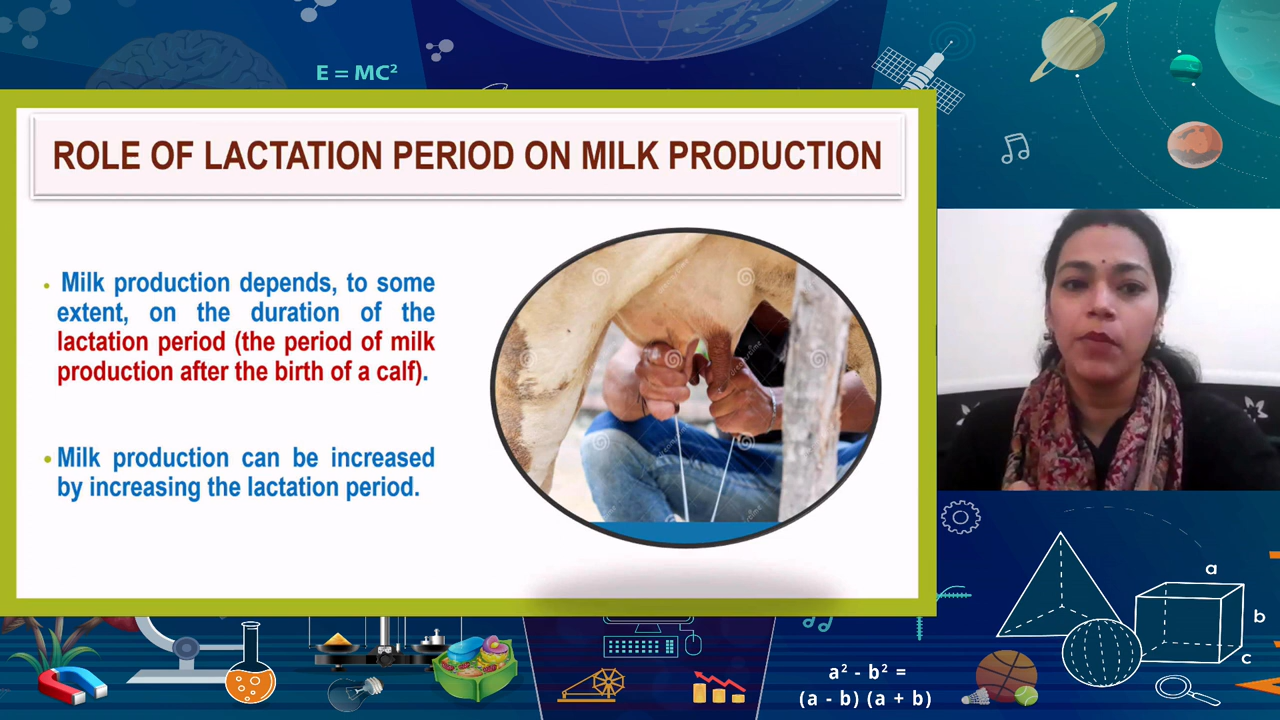 E = MC²
ROLE OF LACTATION PERIOD ON MILK PRODUCTION
• Milk production depends, to some
extent, on the duration of the
lactation period (the period of milk
production after the birth of a calf).
• Milk production can be increased
by increasing the lactation period.
a
b
c
a² - b² =
(a - b) (a + b)